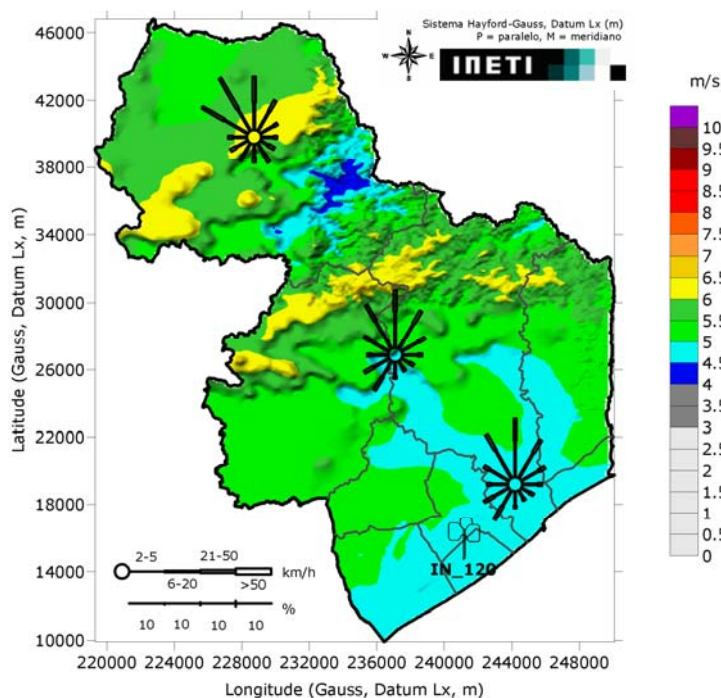 Sistema Hayford-Gauss, Datum Lx (m)
P = paralelo, M = meridiano
N
W E
S
INETI
m/s
10
9.5
9
8.5
8
7.5
7
6.5
6
5.5
5
4.5
4
3.5
3
2.5
2
1.5
1
0.5
0
46000
42000
38000
34000
30000
26000
22000
18000
14000
10000
Latitude (Gauss, Datum Lx, m)
IN_120
2-5 21-50
6-20 >50 km/h
%
10 10 10 10
220000 224000 228000 232000 236000 240000 244000 248000
Longitude (Gauss, Datum Lx, m)